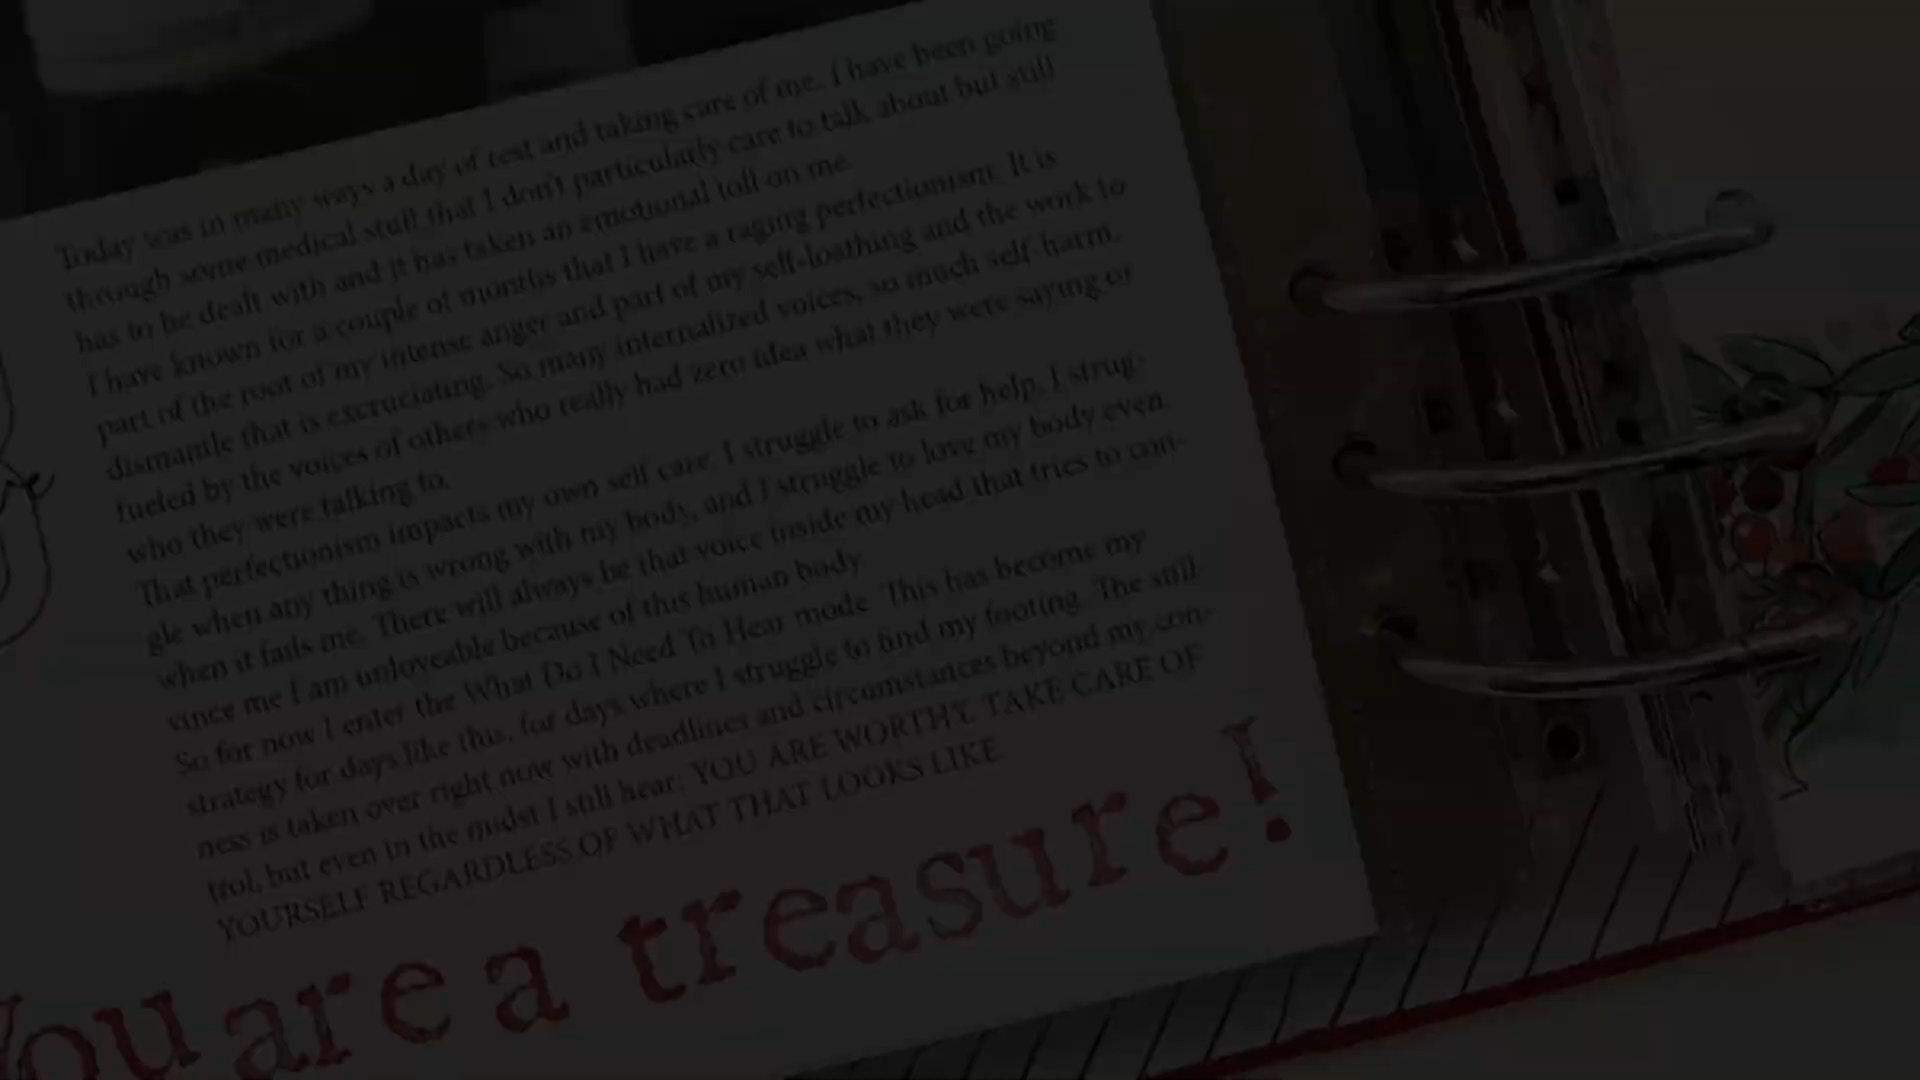 Today was in many ways a day of rest and taking care of me. I have been going
through some medical stuff that I don't particularly care to talk about but still
has to be dealt with and it has taken an emotional toll on me.
I have known for a couple of months that I have a raging perfectionism. It is
part of the root of my intense anger and part of my self-loathing and the work to
dismantle that is excruciating. So many internalized voices, so much self-harm,
fueled by the voices of others who really had zero idea what they were saying or
who they were talking to.
That perfectionism impacts my own self care. I struggle to ask for help, I strug-
gle when any thing is wrong with my body, and I struggle to love my body even
when it fails me. There will always be that voice inside my head that tries to con-
vince me I am unloveable because of this human body.
So for now I enter the What Do I Need To Hear mode. This has become my
strategy for days like this, for days where I struggle to find my footing. The still-
ness is taken over right now with deadlines and circumstances beyond my con-
trol, but even in the midst I still hear: YOU ARE WORTHY. TAKE CARE OF
YOURSELF REGARDLESS OF WHAT THAT LOOKS LIKE.
You are a treasure!